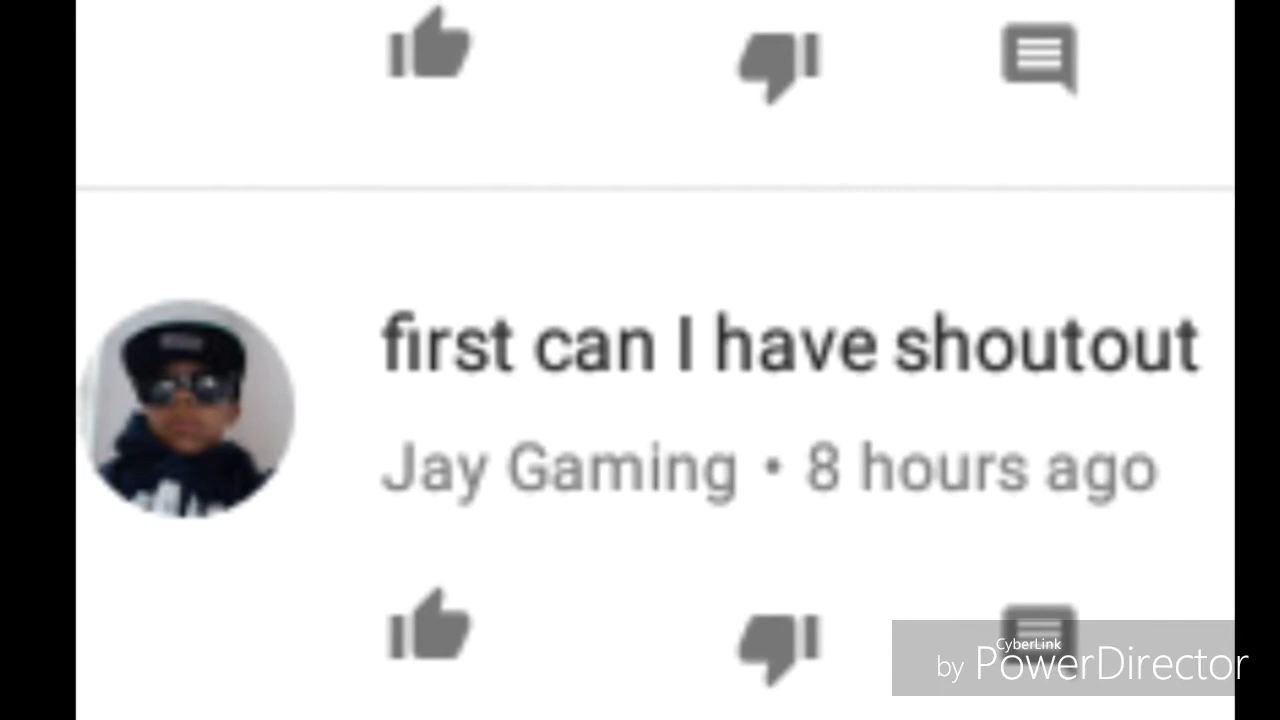 first can I have shoutout
Jay Gaming • 8 hours ago
CyberLink
by PowerDirector